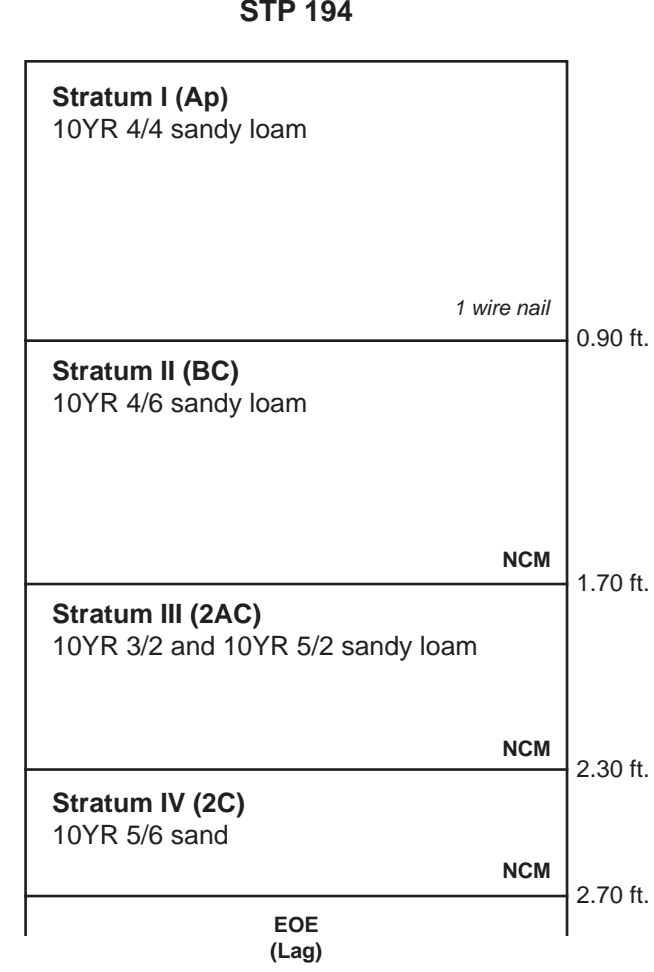 STP 194
Stratum I (Ap)
10YR 4/4 sandy loam
1 wire nail
0.90 ft.
Stratum II (BC)
10YR 4/6 sandy loam
NCM
1.70 ft.
Stratum III (2AC)
10YR 3/2 and 10YR 5/2 sandy loam
NCM
2.30 ft.
Stratum IV (2C)
10YR 5/6 sand
NCM
2.70 ft.
EOE
(Lag)